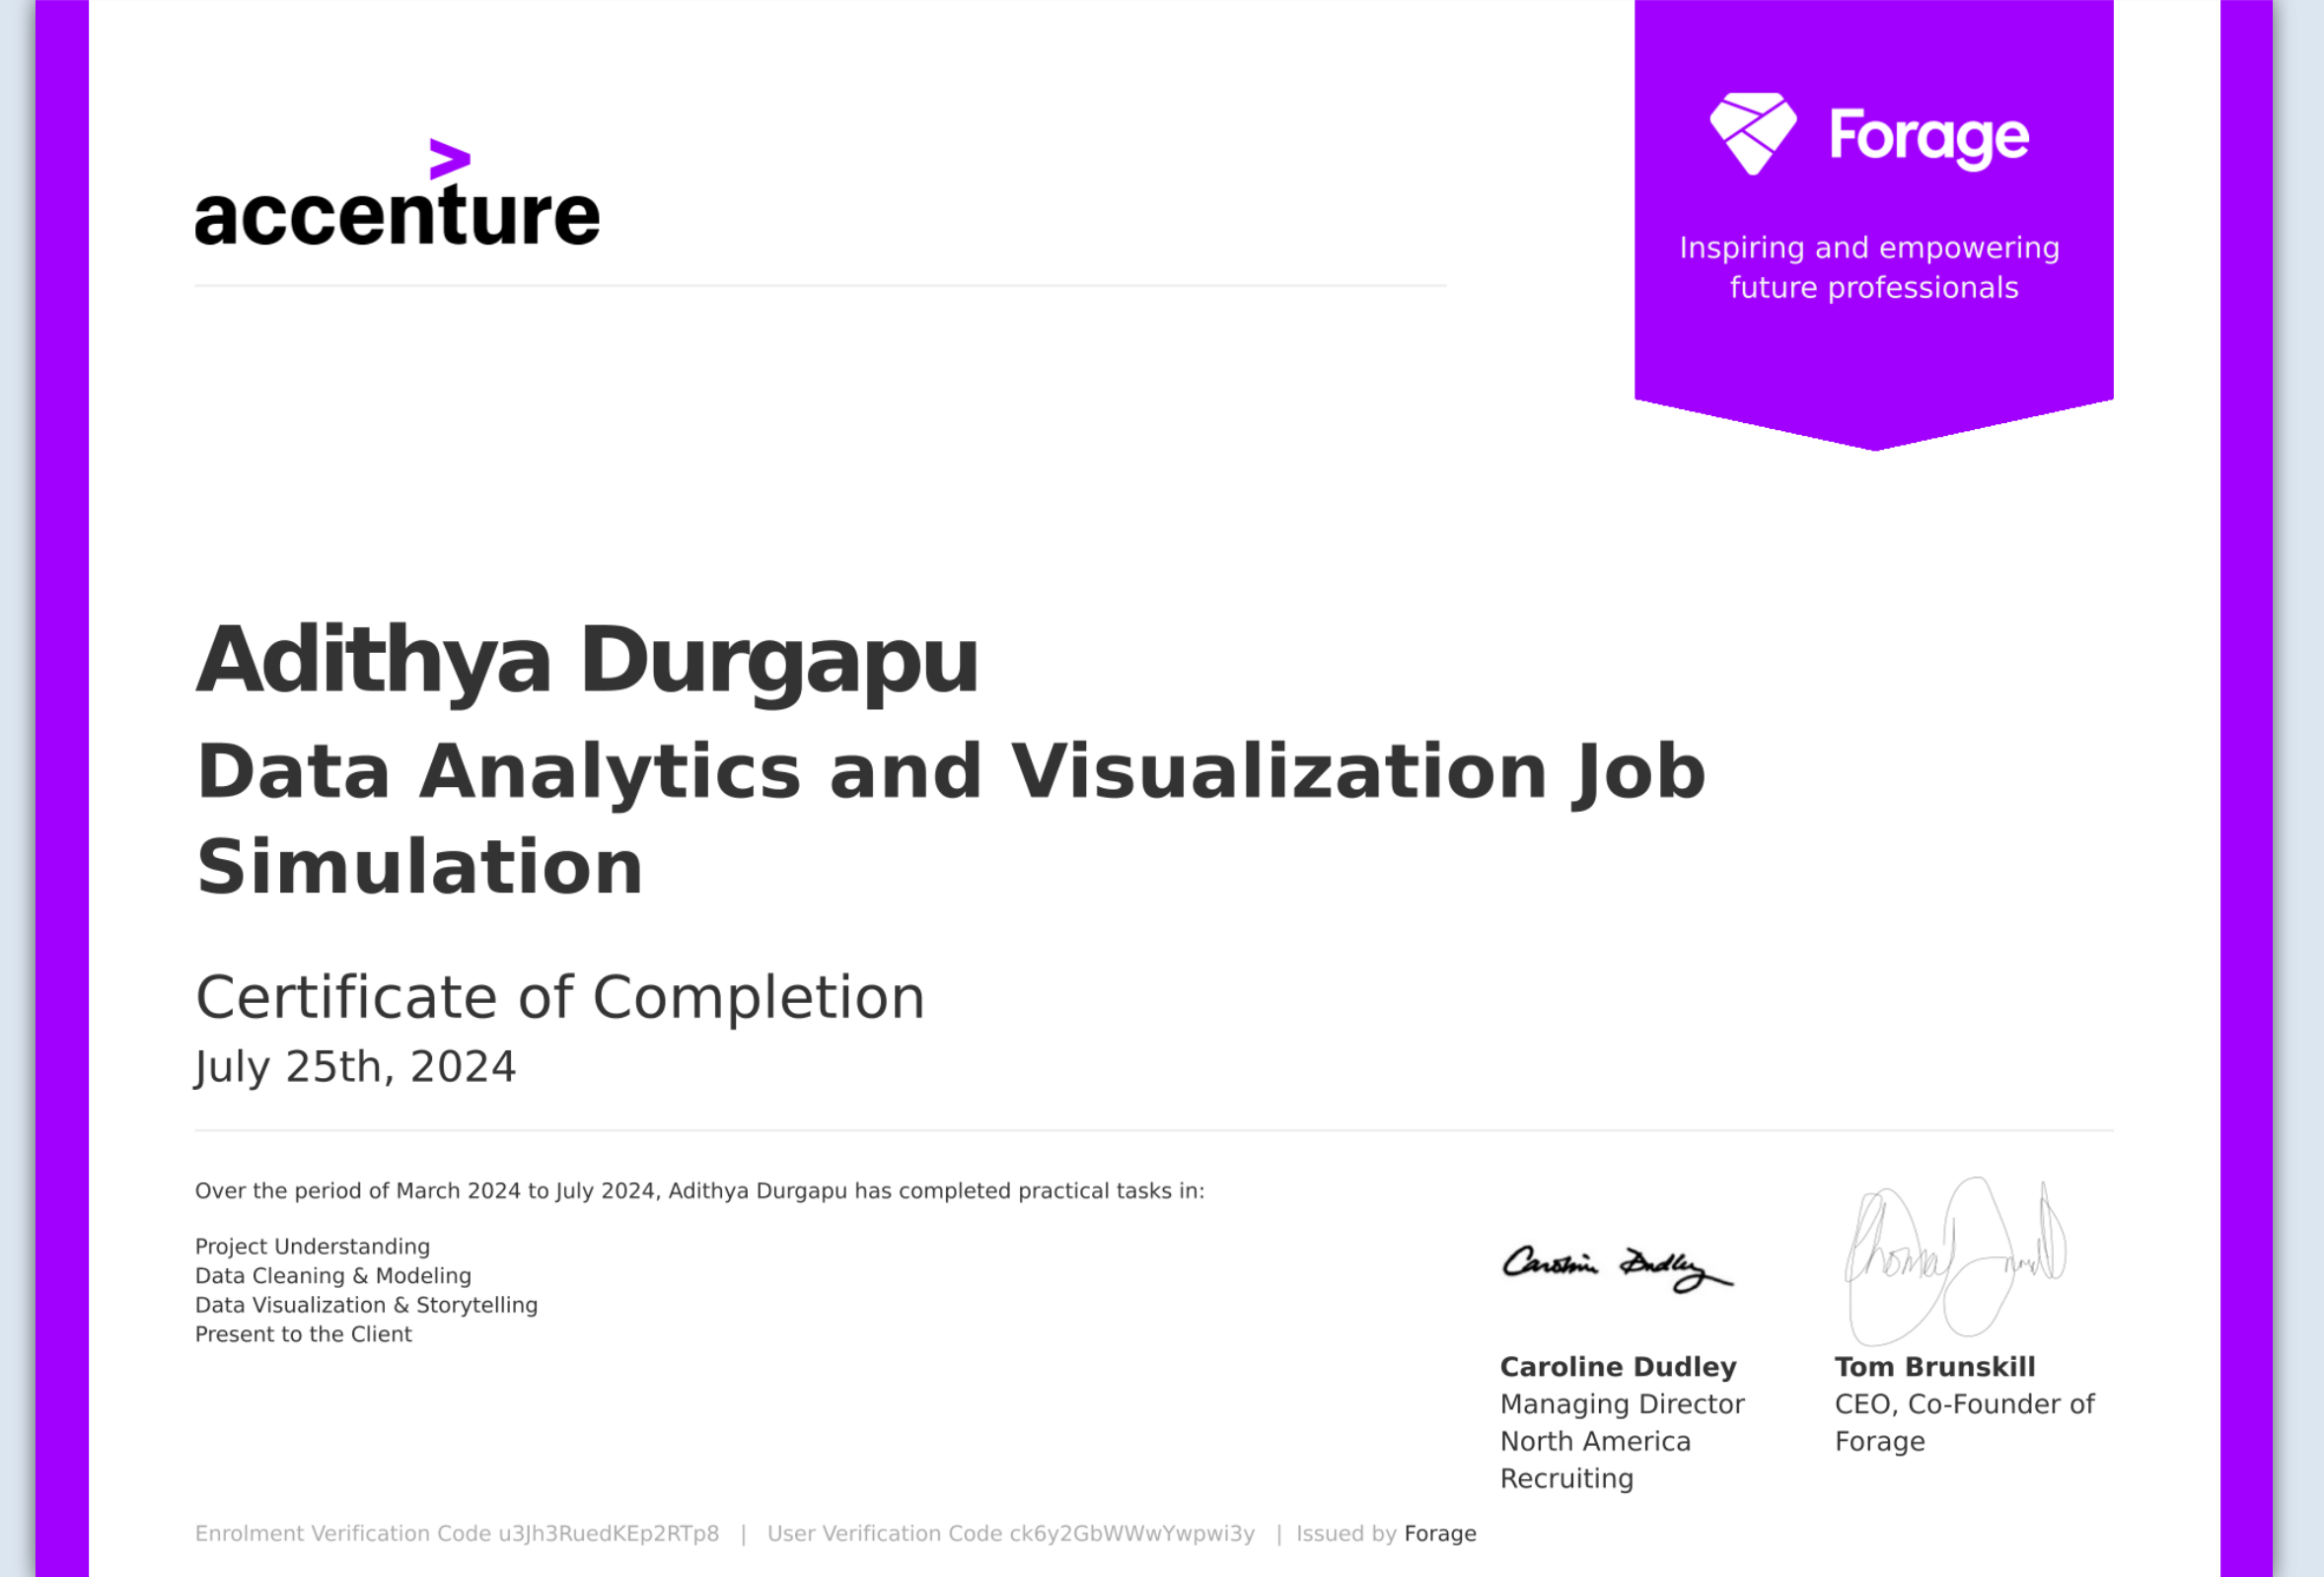 >
accenture
Forage
Inspiring and empowering
future professionals
Adithya Durgapu
Data Analytics and Visualization Job
Simulation
Certificate of Completion
July 25th, 2024
Over the period of March 2024 to July 2024, Adithya Durgapu has completed practical tasks in:
Project Understanding
Data Cleaning & Modeling
Data Visualization & Storytelling
Present to the Client
Caroline Dudley
Caroline Dudley
Managing Director
North America
Recruiting
Tom Brunskill
CEO, Co-Founder of
Forage
Enrolment Verification Code u3Jh3RuedKEp2RTp8 | User Verification Code ck6y2GbWWwYwpwi3y | Issued by Forage